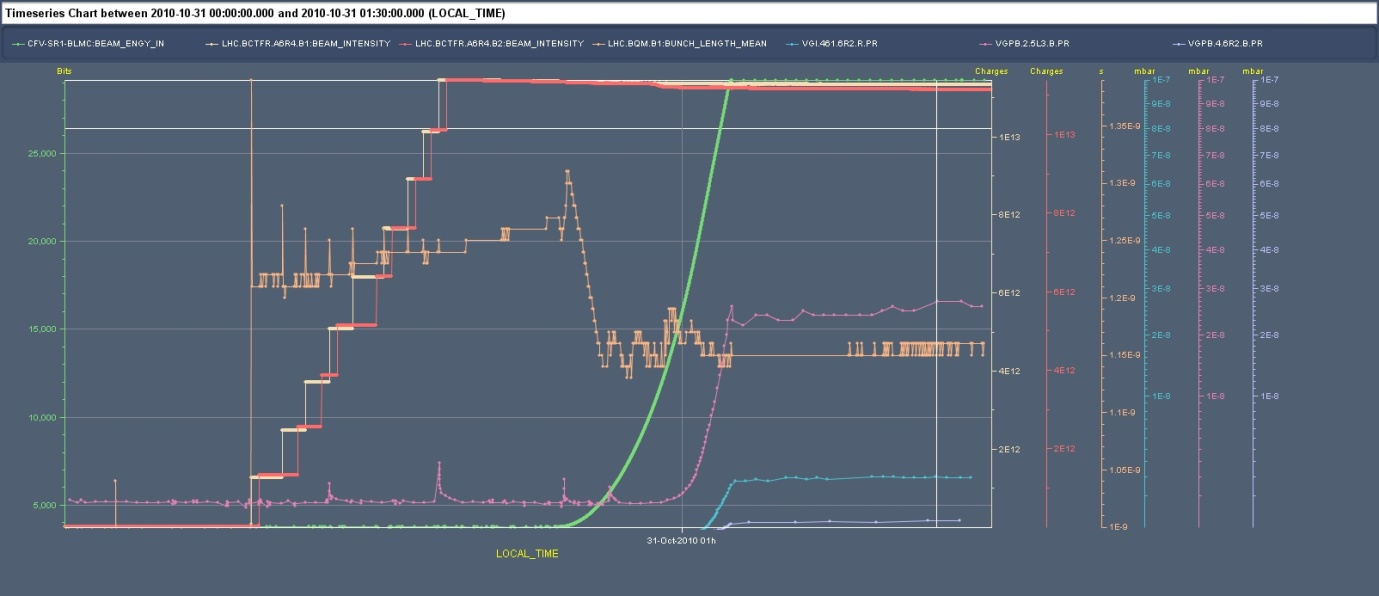 Timeseries Chart between 2010-10-31 00:00:00.000 and 2010-10-31 01:30:00.000 (LOCAL_TIME)
CFV-SR1-BLMC:BEAM_ENGY_IN LHC.BCTFR.A6R4.B1:BEAM_INTENSITY LHC.BCTFR.A6R4.B2:BEAM_INTENSITY LHC.BQM.B1:BUNCH_LENGTH_MEAN VGI.461.6R2.R.PR VGPB.2.5L3.B.PR VGPB.4.6R2.B.PR
Bits Charges Charges s mbar mbar mbar
1E-7 1E-7 1E-7
9E-8 9E-8 9E-8
1.35E-9 8E-8 8E-8 8E-8
1E13 1E13
25,000 7E-8 7E-8 7E-8
1.3E-9 6E-8 6E-8 6E-8
8E12 8E12 5E-8 5E-8 5E-8
20,000 1.25E-9 4E-8 4E-8 4E-8
6E12 6E12 1.2E-9 3E-8 3E-8 3E-8
15,000 2E-8 2E-8 2E-8
1.15E-9
4E12 4E12
1E-8 1E-8 1E-8
10,000 1.1E-9
2E12 2E12
1.05E-9
5,000
1E-9
31-Oct-2010 01h
LOCAL_TIME